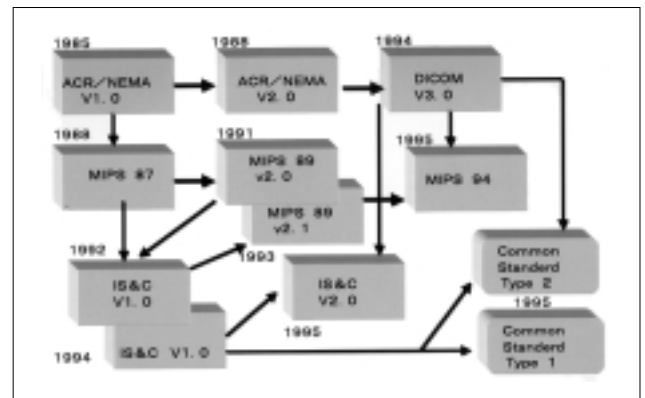 1985
ACR/NEMA
V1. 0
1988
ACR/NEMA
V2. 0
1994
DICOM
V3. 0
1988
MIPS 87
1991
MIPS 89
v2. 0
MIPS 89
v2. 1
1995
MIPS 94
1992
IS&C
V1. 0
1993
IS&C
V2. 0
1995
Common
Standerd
Type 2
1995
1994
IS&C V1. 0
Common
Standerd
Type 1